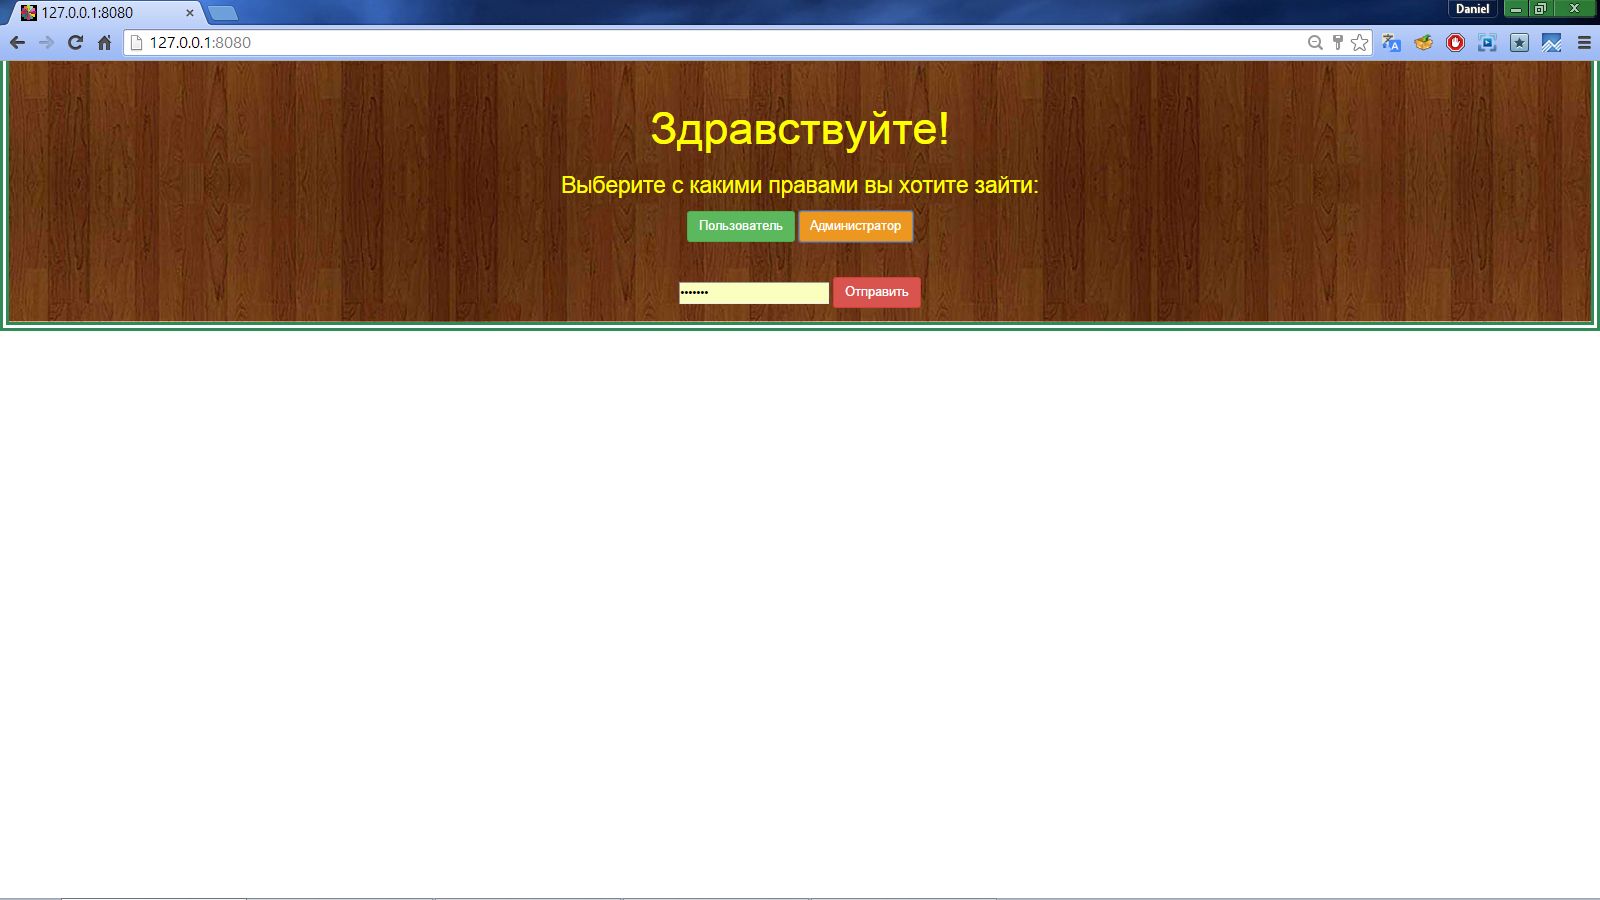 127.0.0.1:8080
Daniel
127.0.0.1:8080
Здравствуйте!
Выберите с какими правами вы хотите зайти:
Пользователь Администратор
•••••••  Отправить